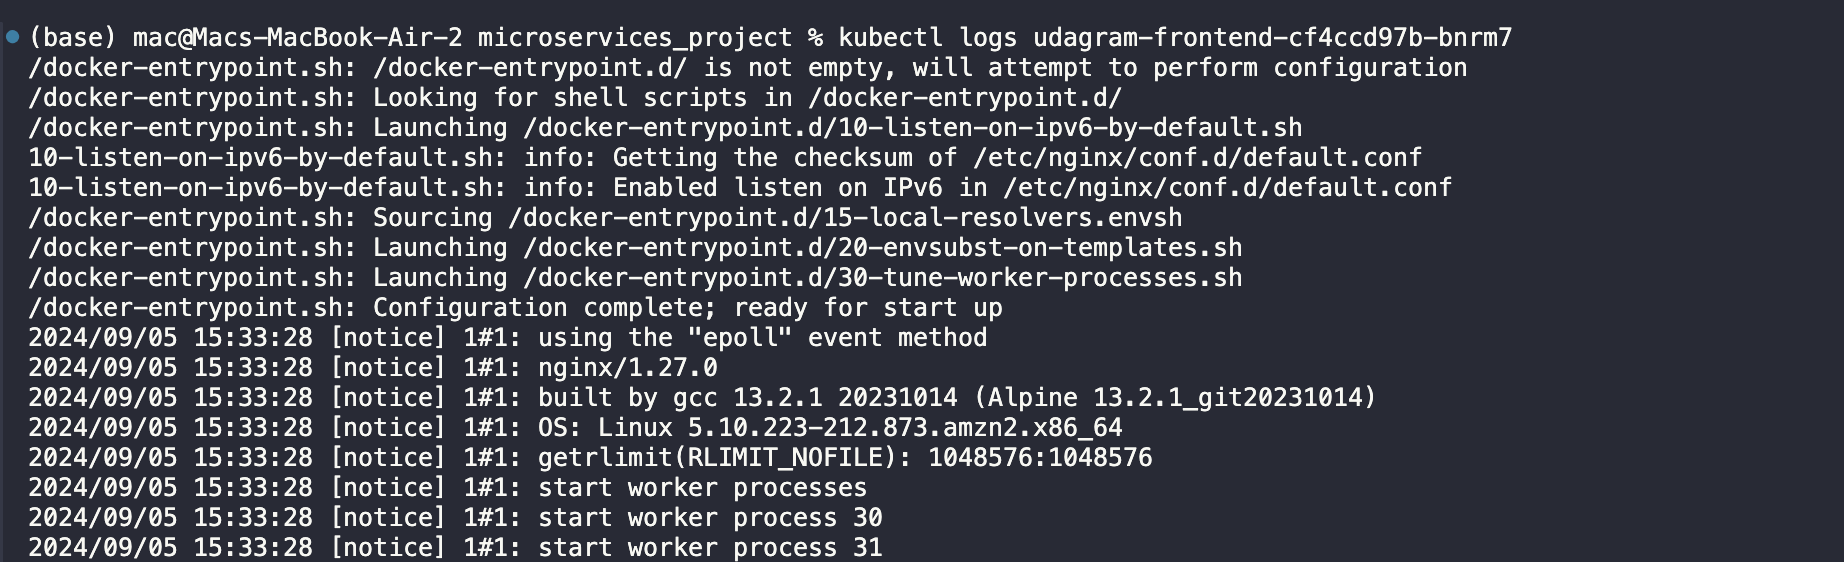 (base) mac@Macs-MacBook-Air-2 microservices_project % kubectl logs udagram-frontend-cf4ccd97b-bnrm7
/docker-entrypoint.sh: /docker-entrypoint.d/ is not empty, will attempt to perform configuration
/docker-entrypoint.sh: Looking for shell scripts in /docker-entrypoint.d/
/docker-entrypoint.sh: Launching /docker-entrypoint.d/10-listen-on-ipv6-by-default.sh
10-listen-on-ipv6-by-default.sh: info: Getting the checksum of /etc/nginx/conf.d/default.conf
10-listen-on-ipv6-by-default.sh: info: Enabled listen on IPv6 in /etc/nginx/conf.d/default.conf
/docker-entrypoint.sh: Sourcing /docker-entrypoint.d/15-local-resolvers.envsh
/docker-entrypoint.sh: Launching /docker-entrypoint.d/20-envsubst-on-templates.sh
/docker-entrypoint.sh: Launching /docker-entrypoint.d/30-tune-worker-processes.sh
/docker-entrypoint.sh: Configuration complete; ready for start up
2024/09/05 15:33:28 [notice] 1#1: using the "epoll" event method
2024/09/05 15:33:28 [notice] 1#1: nginx/1.27.0
2024/09/05 15:33:28 [notice] 1#1: built by gcc 13.2.1 20231014 (Alpine 13.2.1_git20231014)
2024/09/05 15:33:28 [notice] 1#1: OS: Linux 5.10.223-212.873.amzn2.x86_64
2024/09/05 15:33:28 [notice] 1#1: getrlimit(RLIMIT_NOFILE): 1048576:1048576
2024/09/05 15:33:28 [notice] 1#1: start worker processes
2024/09/05 15:33:28 [notice] 1#1: start worker process 30
2024/09/05 15:33:28 [notice] 1#1: start worker process 31